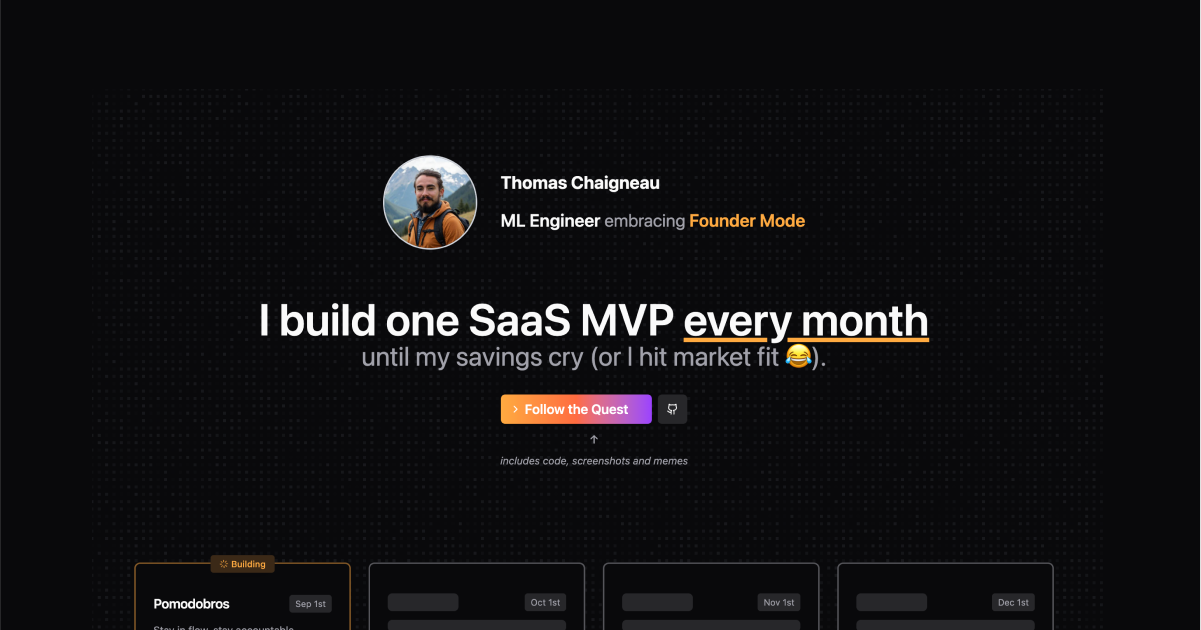 Thomas Chaigneau
ML Engineer embracing Founder Mode
I build one SaaS MVP every month
until my savings cry (or I hit market fit 😂).
Follow the Quest
includes code, screenshots and memes
Building
Pomodobros
Sep 1st
Oct 1st
Nov 1st
Dec 1st
Stay in flow, stay accountable